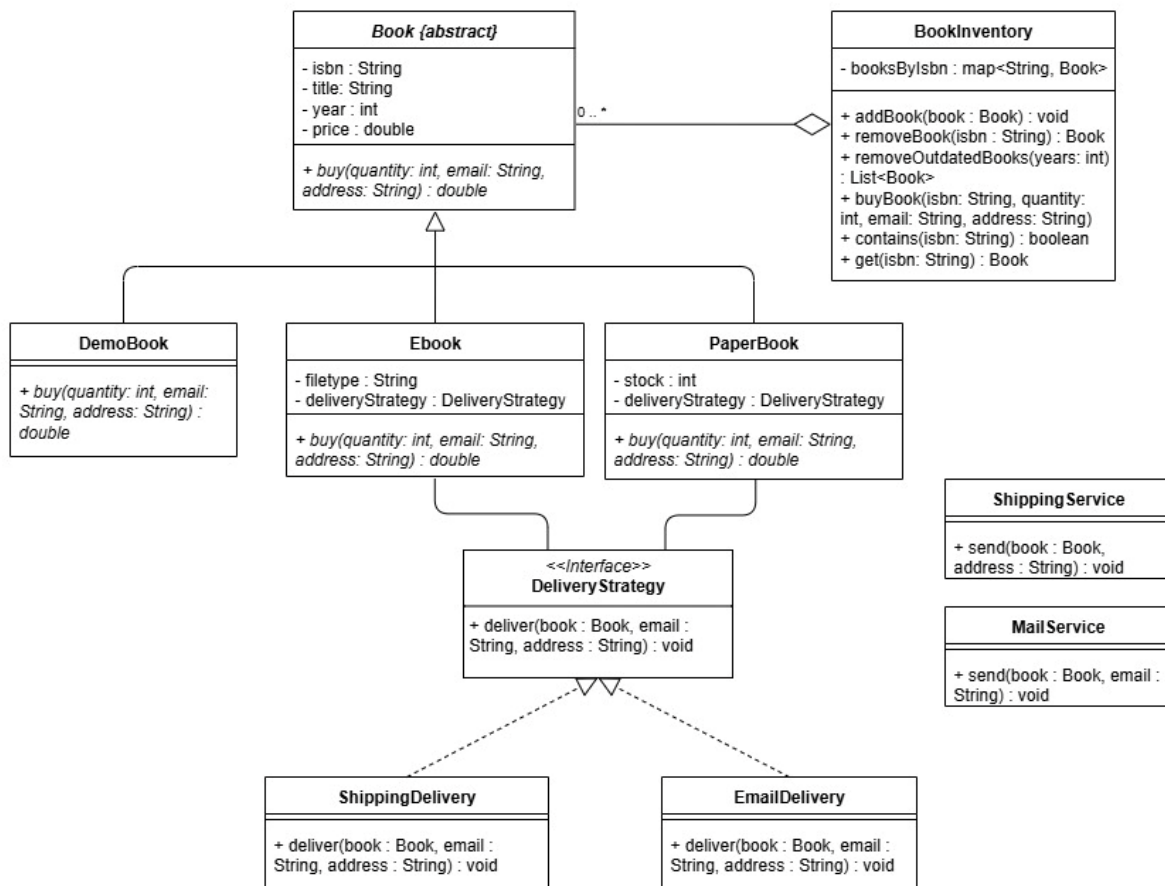 Book {abstract}
- isbn : String
- title: String
- year : int
- price : double
+ buy(quantity: int, email: String,
address: String) : double
BookInventory
- booksByIsbn : map<String, Book>
+ addBook(book : Book) : void
+ removeBook(isbn : String) : Book
+ removeOutdatedBooks(years: int)
: List<Book>
+ buyBook(isbn: String, quantity:
int, email: String, address: String)
+ contains(isbn: String) : boolean
+ get(isbn: String) : Book
0 .. *
DemoBook
+ buy(quantity: int, email:
String, address: String) :
double
Ebook
- filetype : String
- deliveryStrategy : DeliveryStrategy
+ buy(quantity: int, email: String,
address: String) : double
PaperBook
- stock : int
- deliveryStrategy : DeliveryStrategy
+ buy(quantity: int, email: String,
address: String) : double
ShippingService
+ send(book : Book,
address : String) : void
<<Interface>>
DeliveryStrategy
+ deliver(book : Book, email :
String, address : String) : void
MailService
+ send(book : Book, email :
String) : void
ShippingDelivery
+ deliver(book : Book, email :
String, address : String) : void
EmailDelivery
+ deliver(book : Book, email :
String, address : String) : void